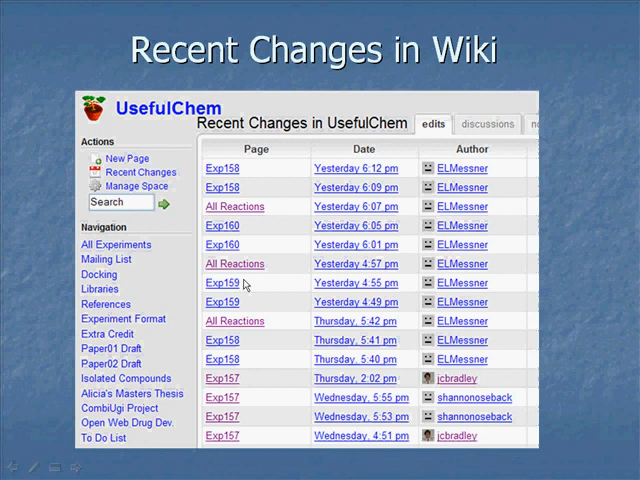 Recent Changes in Wiki
UsefulChem
Recent Changes in UsefulChem edits discussions
Actions
New Page
Recent Changes
Manage Space
Search
Navigation
All Experiments
Mailing List
Docking
Libraries
References
Experiment Format
Extra Credit
Paper01 Draft
Paper02 Draft
Isolated Compounds
Alicia's Masters Thesis
CombiUgi Project
Open Web Drug Dev.
To Do List
Page Date Author
Exp158 Yesterday 6:12 pm ELMessner
Exp158 Yesterday 6:09 pm ELMessner
All Reactions Yesterday 6:07 pm ELMessner
Exp160 Yesterday 6:05 pm ELMessner
Exp160 Yesterday 6:01 pm ELMessner
All Reactions Yesterday 4:57 pm ELMessner
Exp159 Yesterday 4:55 pm ELMessner
Exp159 Yesterday 4:49 pm ELMessner
All Reactions Thursday, 5:42 pm ELMessner
Exp158 Thursday, 5:41 pm ELMessner
Exp158 Thursday, 5:40 pm ELMessner
Exp157 Thursday, 2:02 pm jcbradley
Exp157 Wednesday, 5:55 pm shannonoseback
Exp157 Wednesday, 5:53 pm shannonoseback
Exp157 Wednesday, 4:51 pm jcbradley